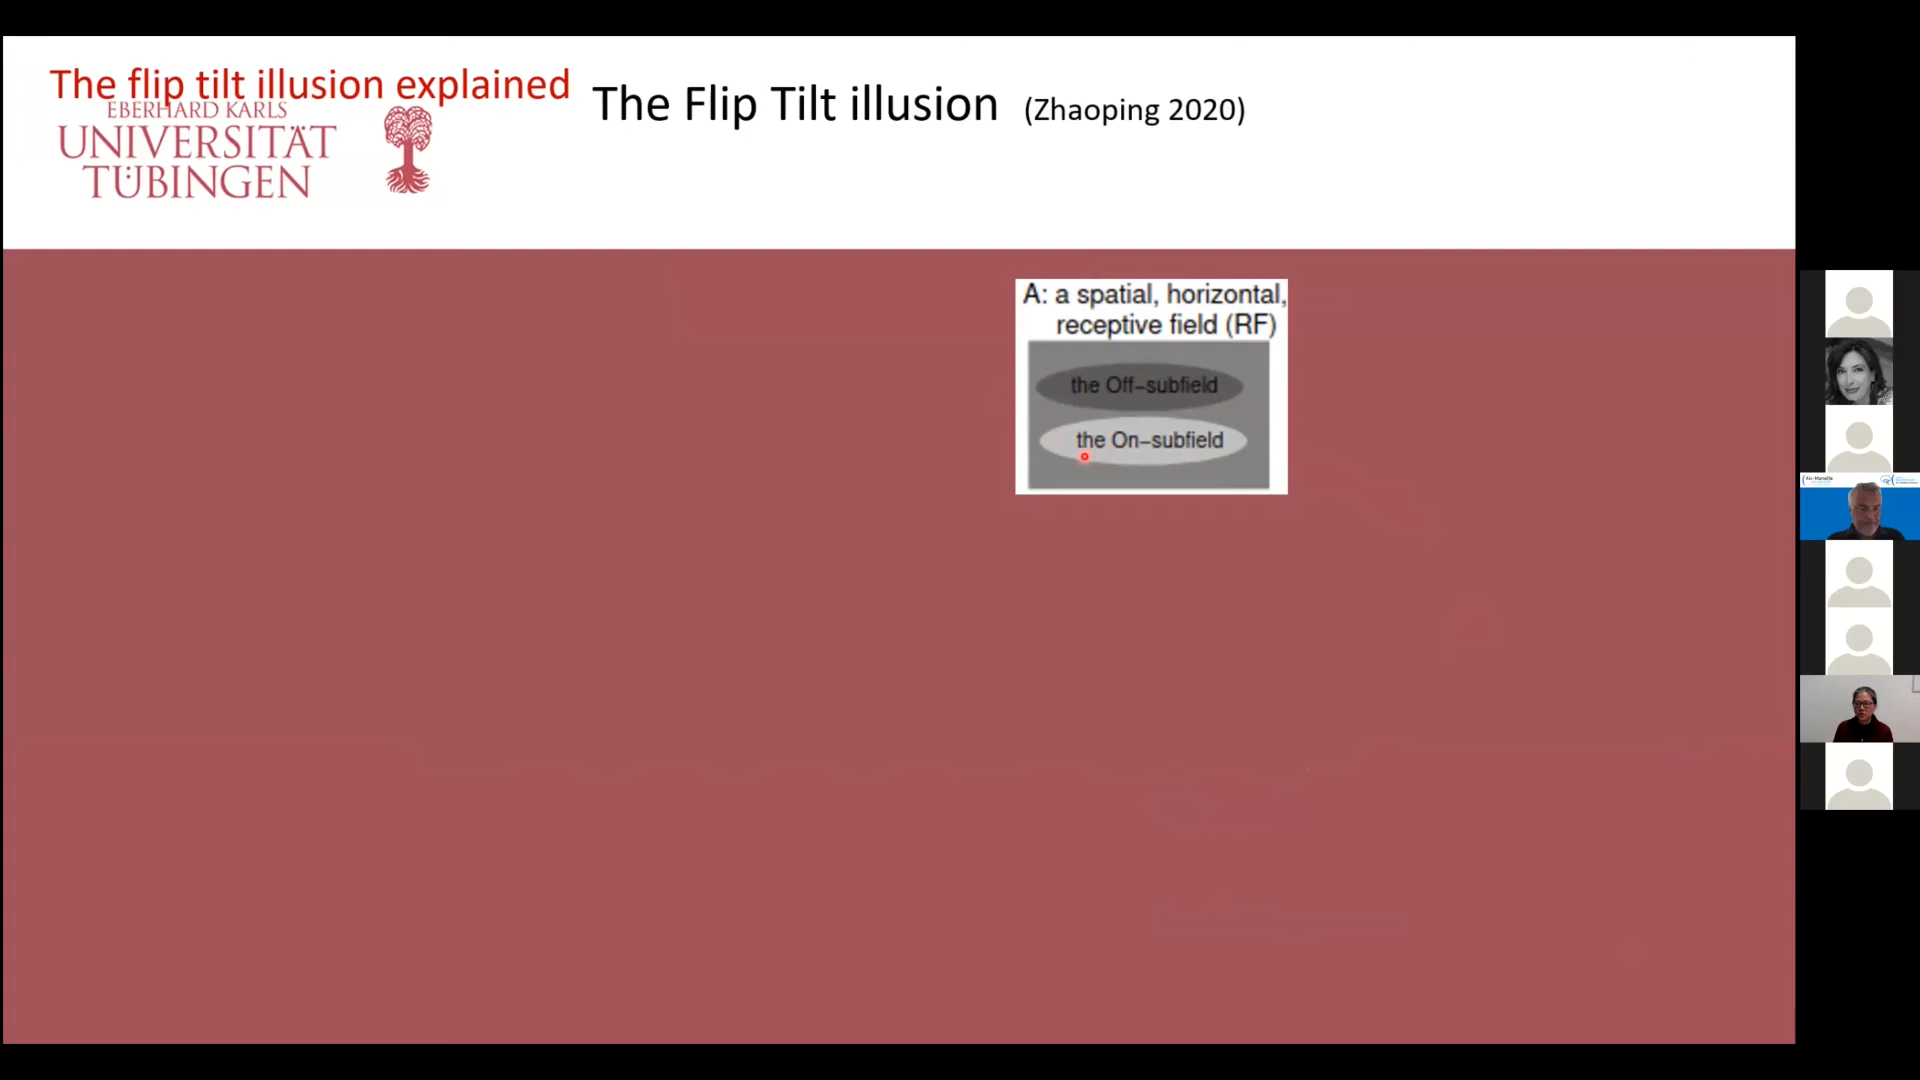 The flip tilt illusion explained
The Flip Tilt illusion (Zhaoping 2020)
EBERHARD KARLS
UNIVERSITÄT
TÜBINGEN
A: a spatial, horizontal,
receptive field (RF)
the Off–subfield
the On–subfield